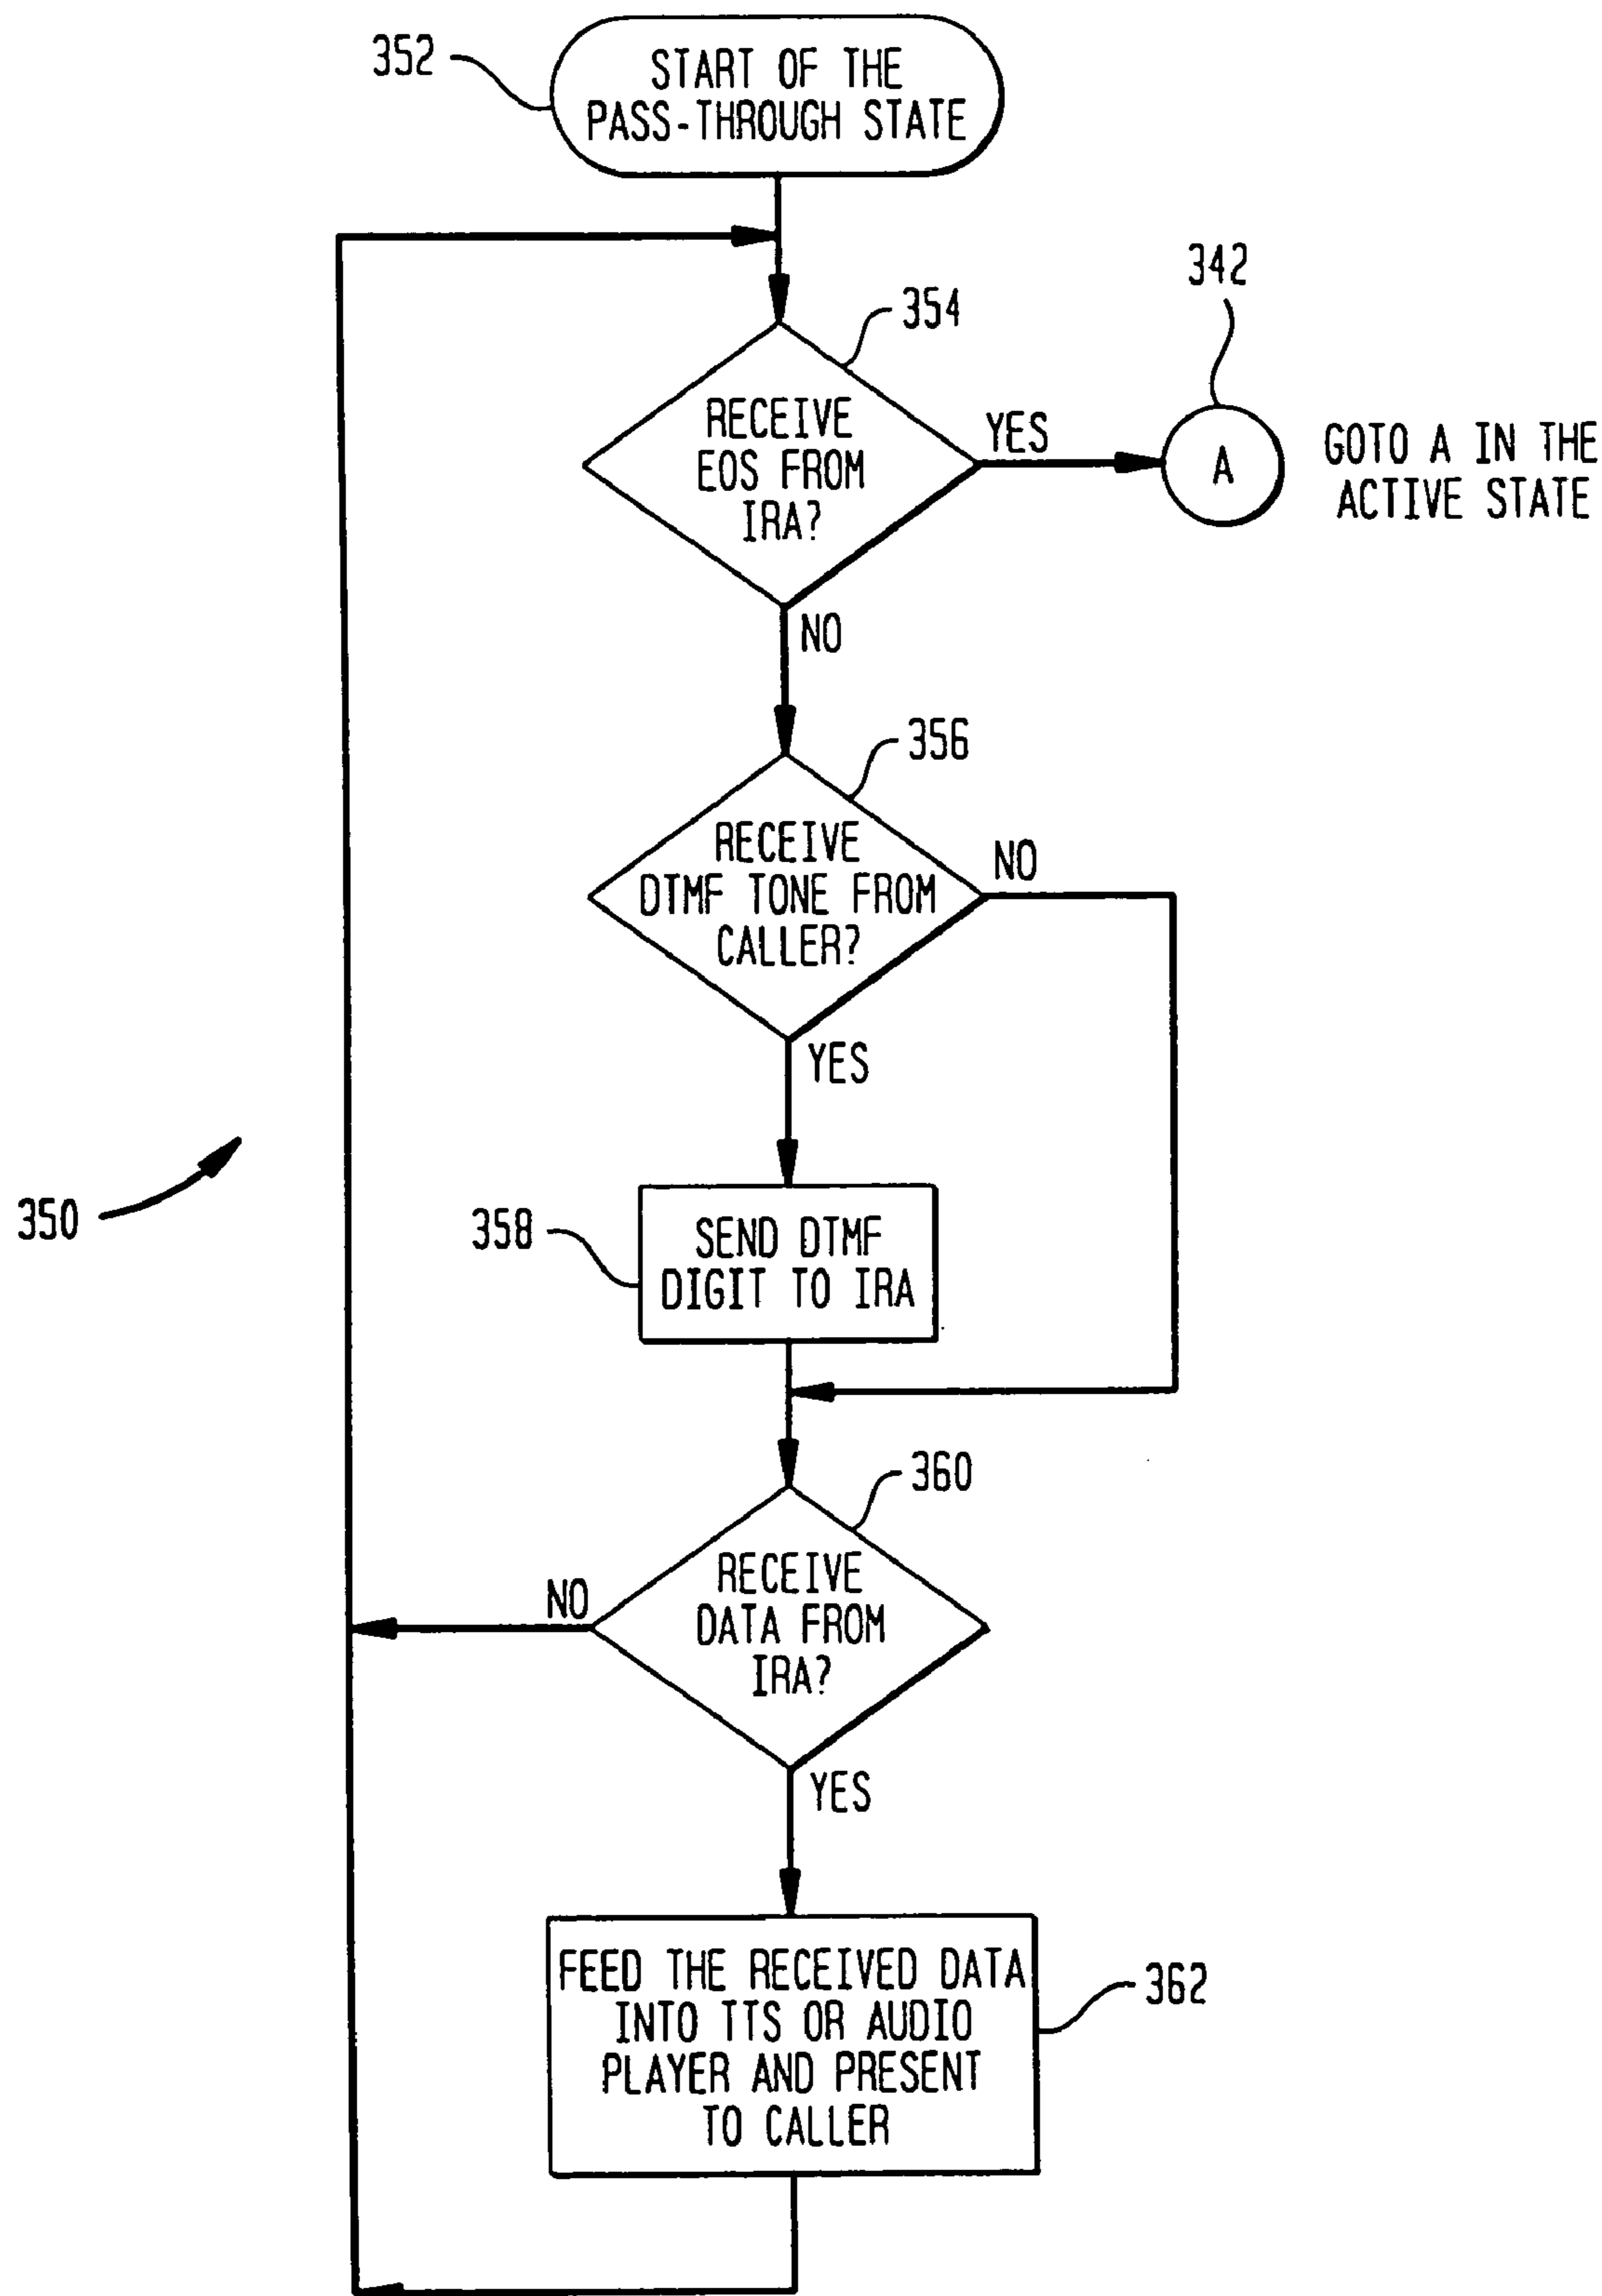 352
START OF THE
PASS-THROUGH STATE
354
342
RECEIVE
EOS FROM
IRA?
YES
A
GOTO A IN THE
ACTIVE STATE
NO
356
RECEIVE
DTMF TONE FROM
CALLER?
NO
YES
350
358
SEND DTMF
DIGIT TO IRA
360
RECEIVE
DATA FROM
IRA?
NO
YES
FEED THE RECEIVED DATA
INTO TTS OR AUDIO
PLAYER AND PRESENT
TO CALLER
362